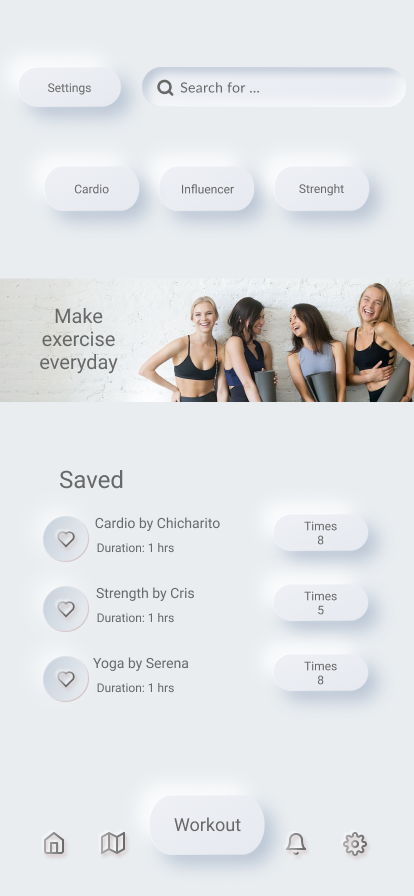 Settings
Search for ...
Cardio
Influencer
Strenght
Make
exercise
everyday
Saved
Cardio by Chicharito
Duration: 1 hrs
Times
8
Strength by Cris
Duration: 1 hrs
Times
5
Yoga by Serena
Duration: 1 hrs
Times
8
Workout